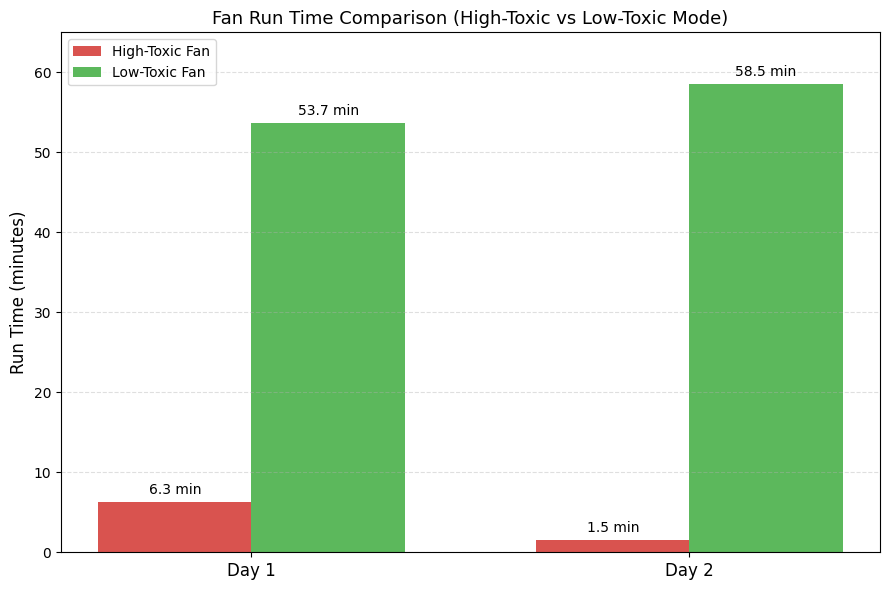 Fan Run Time Comparison (High-Toxic vs Low-Toxic Mode)
High-Toxic Fan
Low-Toxic Fan
Run Time (minutes)
60
50
40
30
20
10
0
6.3 min
53.7 min
1.5 min
58.5 min
Day 1
Day 2